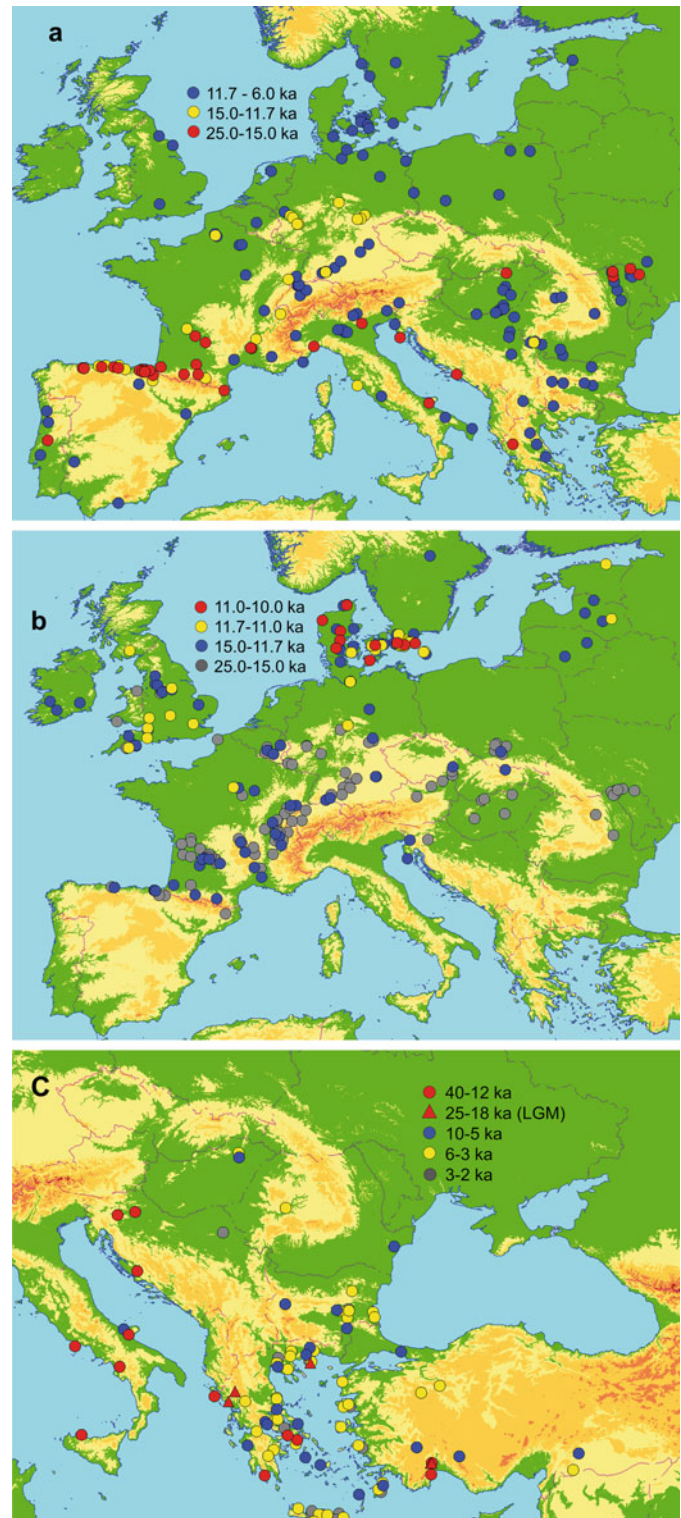 a
11.7 - 6.0 ka
15.0-11.7 ka
25.0-15.0 ka
b
11.0-10.0 ka
11.7-11.0 ka
15.0-11.7 ka
25.0-15.0 ka
C
40-12 ka
25-18 ka (LGM)
10-5 ka
6-3 ka
3-2 ka